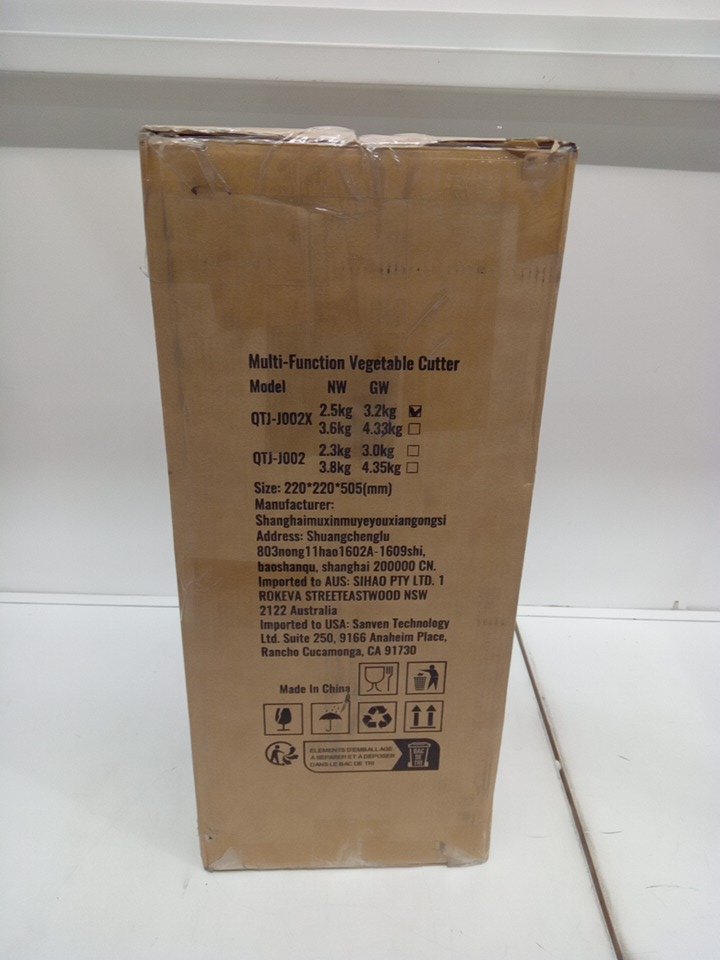 Multi-Function Vegetable Cutter
Model NW GW
QTJ-J002X 2.5kg 3.2kg
3.6kg 4.33kg
QTJ-J002 2.3kg 3.0kg
3.8kg 4.35kg
Size: 220*220*505(mm)
Manufacturer:
Shanghaimuxinmuyeyouxiangongsi
Address: Shuangchenglu
803nong11hao1602A-1609shi,
baoshanqu, shanghai 200000 CN.
Imported to AUS: SIHAO PTY LTD. 1
ROKEVA STREETEASTWOOD NSW
2122 Australia
Imported to USA: Sanven Technology
Ltd. Suite 250, 9166 Anaheim Place,
Rancho Cucamonga, CA 91730
Made In China
ELEMENTS D'EMBALLAGE
A SEPARER ET A DEPOSER
DANS LE BAC DE TRI
BAC
DE
TRI